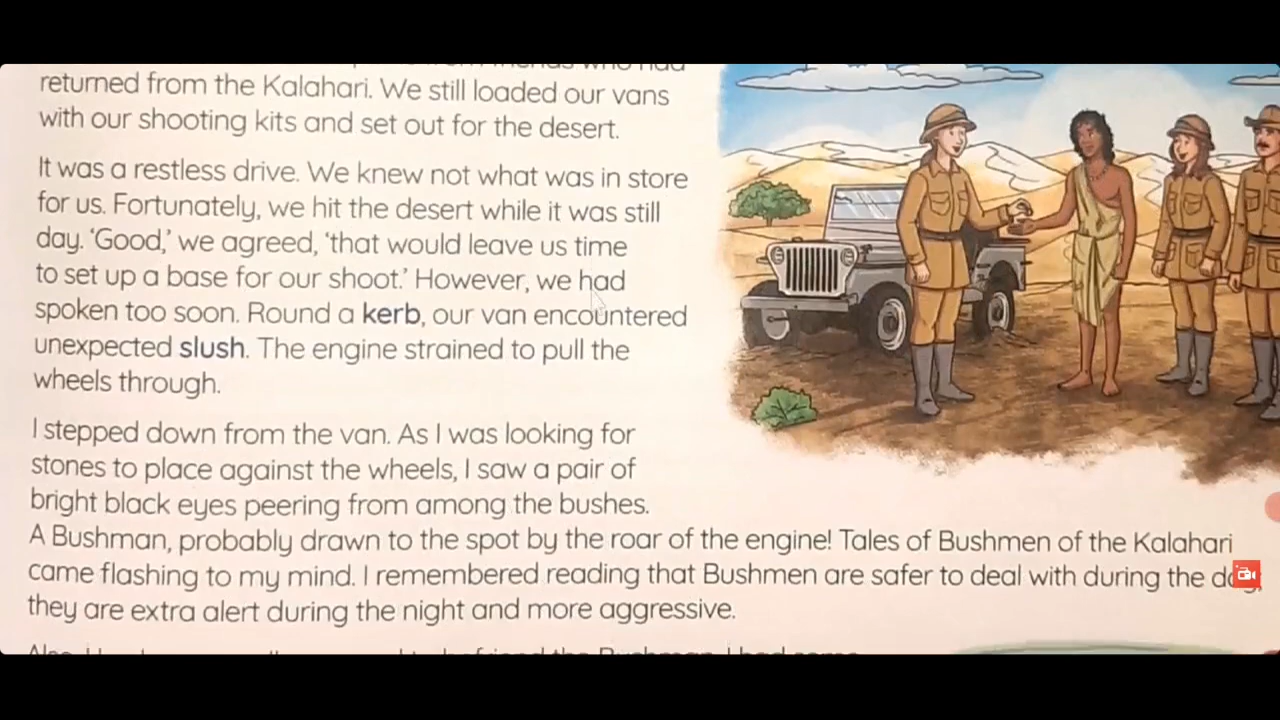 returned from the Kalahari. We still loaded our vans
with our shooting kits and set out for the desert.
It was a restless drive. We knew not what was in store
for us. Fortunately, we hit the desert while it was still
day. ‘Good,’ we agreed, ‘that would leave us time
to set up a base for our shoot.’ However, we had
spoken too soon. Round a kerb, our van encountered
unexpected slush. The engine strained to pull the
wheels through.
I stepped down from the van. As I was looking for
stones to place against the wheels, I saw a pair of
bright black eyes peering from among the bushes.
A Bushman, probably drawn to the spot by the roar of the engine! Tales of Bushmen of the Kalahari
came flashing to my mind. I remembered reading that Bushmen are safer to deal with during the
they are extra alert during the night and more aggressive.